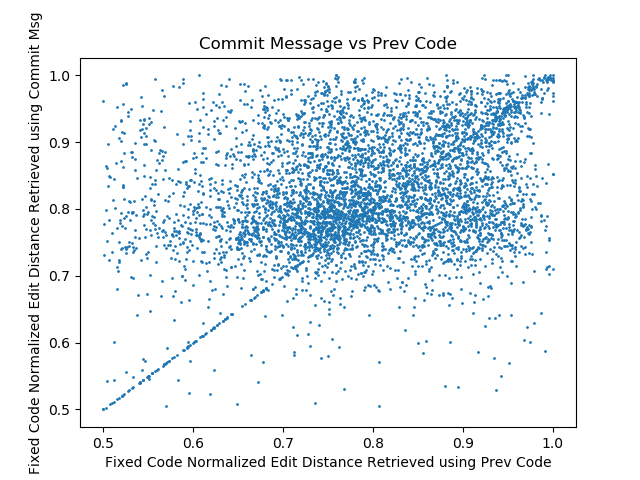 Commit Message vs Prev Code
Fixed Code Normalized Edit Distance Retrieved using Commit Msg
1.0
0.9
0.8
0.7
0.6
0.5
0.5 0.6 0.7 0.8 0.9 1.0
Fixed Code Normalized Edit Distance Retrieved using Prev Code